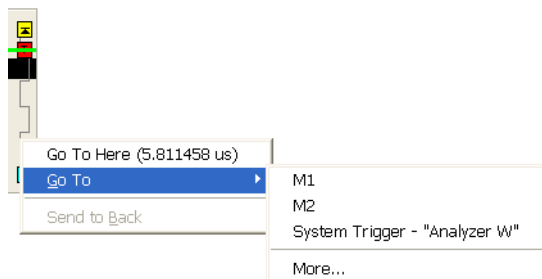 Go To Here (5.811458 us)
Go To
M1
M2
System Trigger - "Analyzer W"
Send to Back
More...